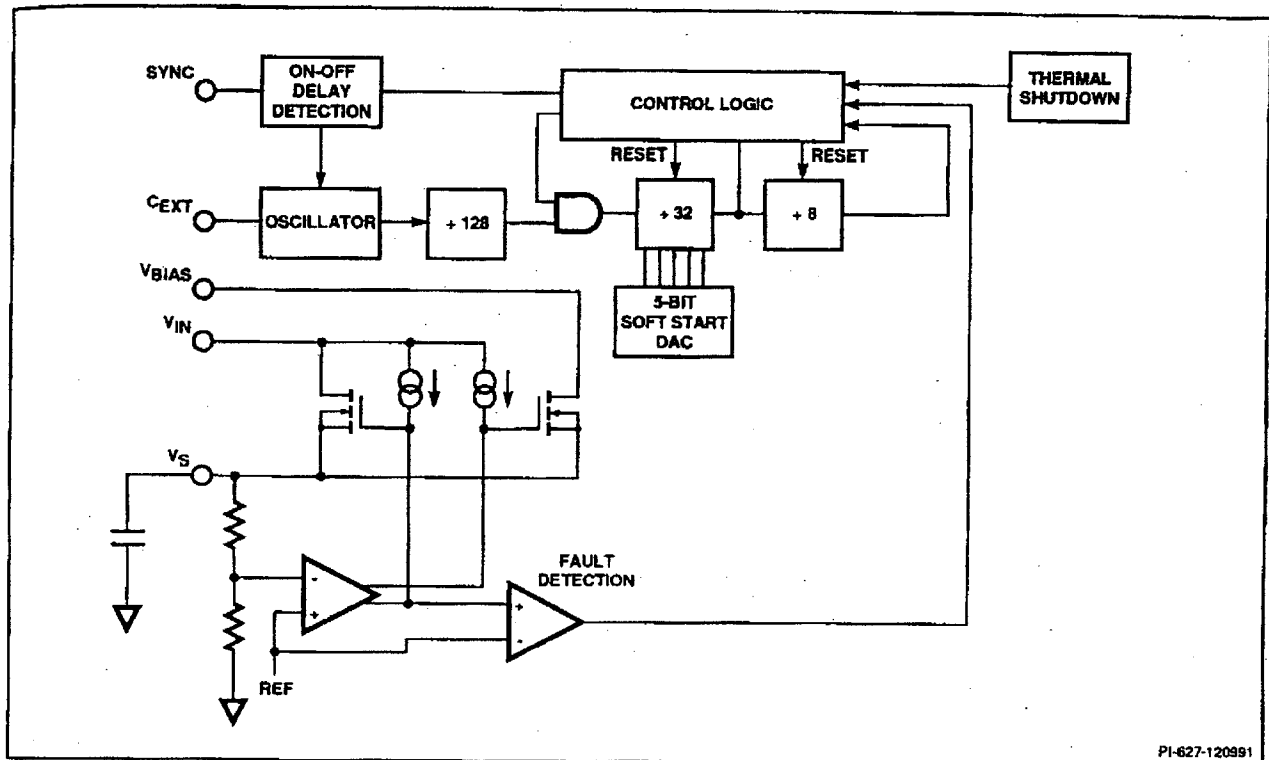 SYNC
ON-OFF
DELAY
DETECTION
CONTROL LOGIC
THERMAL
SHUTDOWN
RESET
RESET
CEXT
OSCILLATOR
÷ 128
÷ 32
÷ 8
VBIAS
5-BIT
SOFT START
DAC
VIN
VS
FAULT
DETECTION
-
+
+
-
REF
PI-627-120991